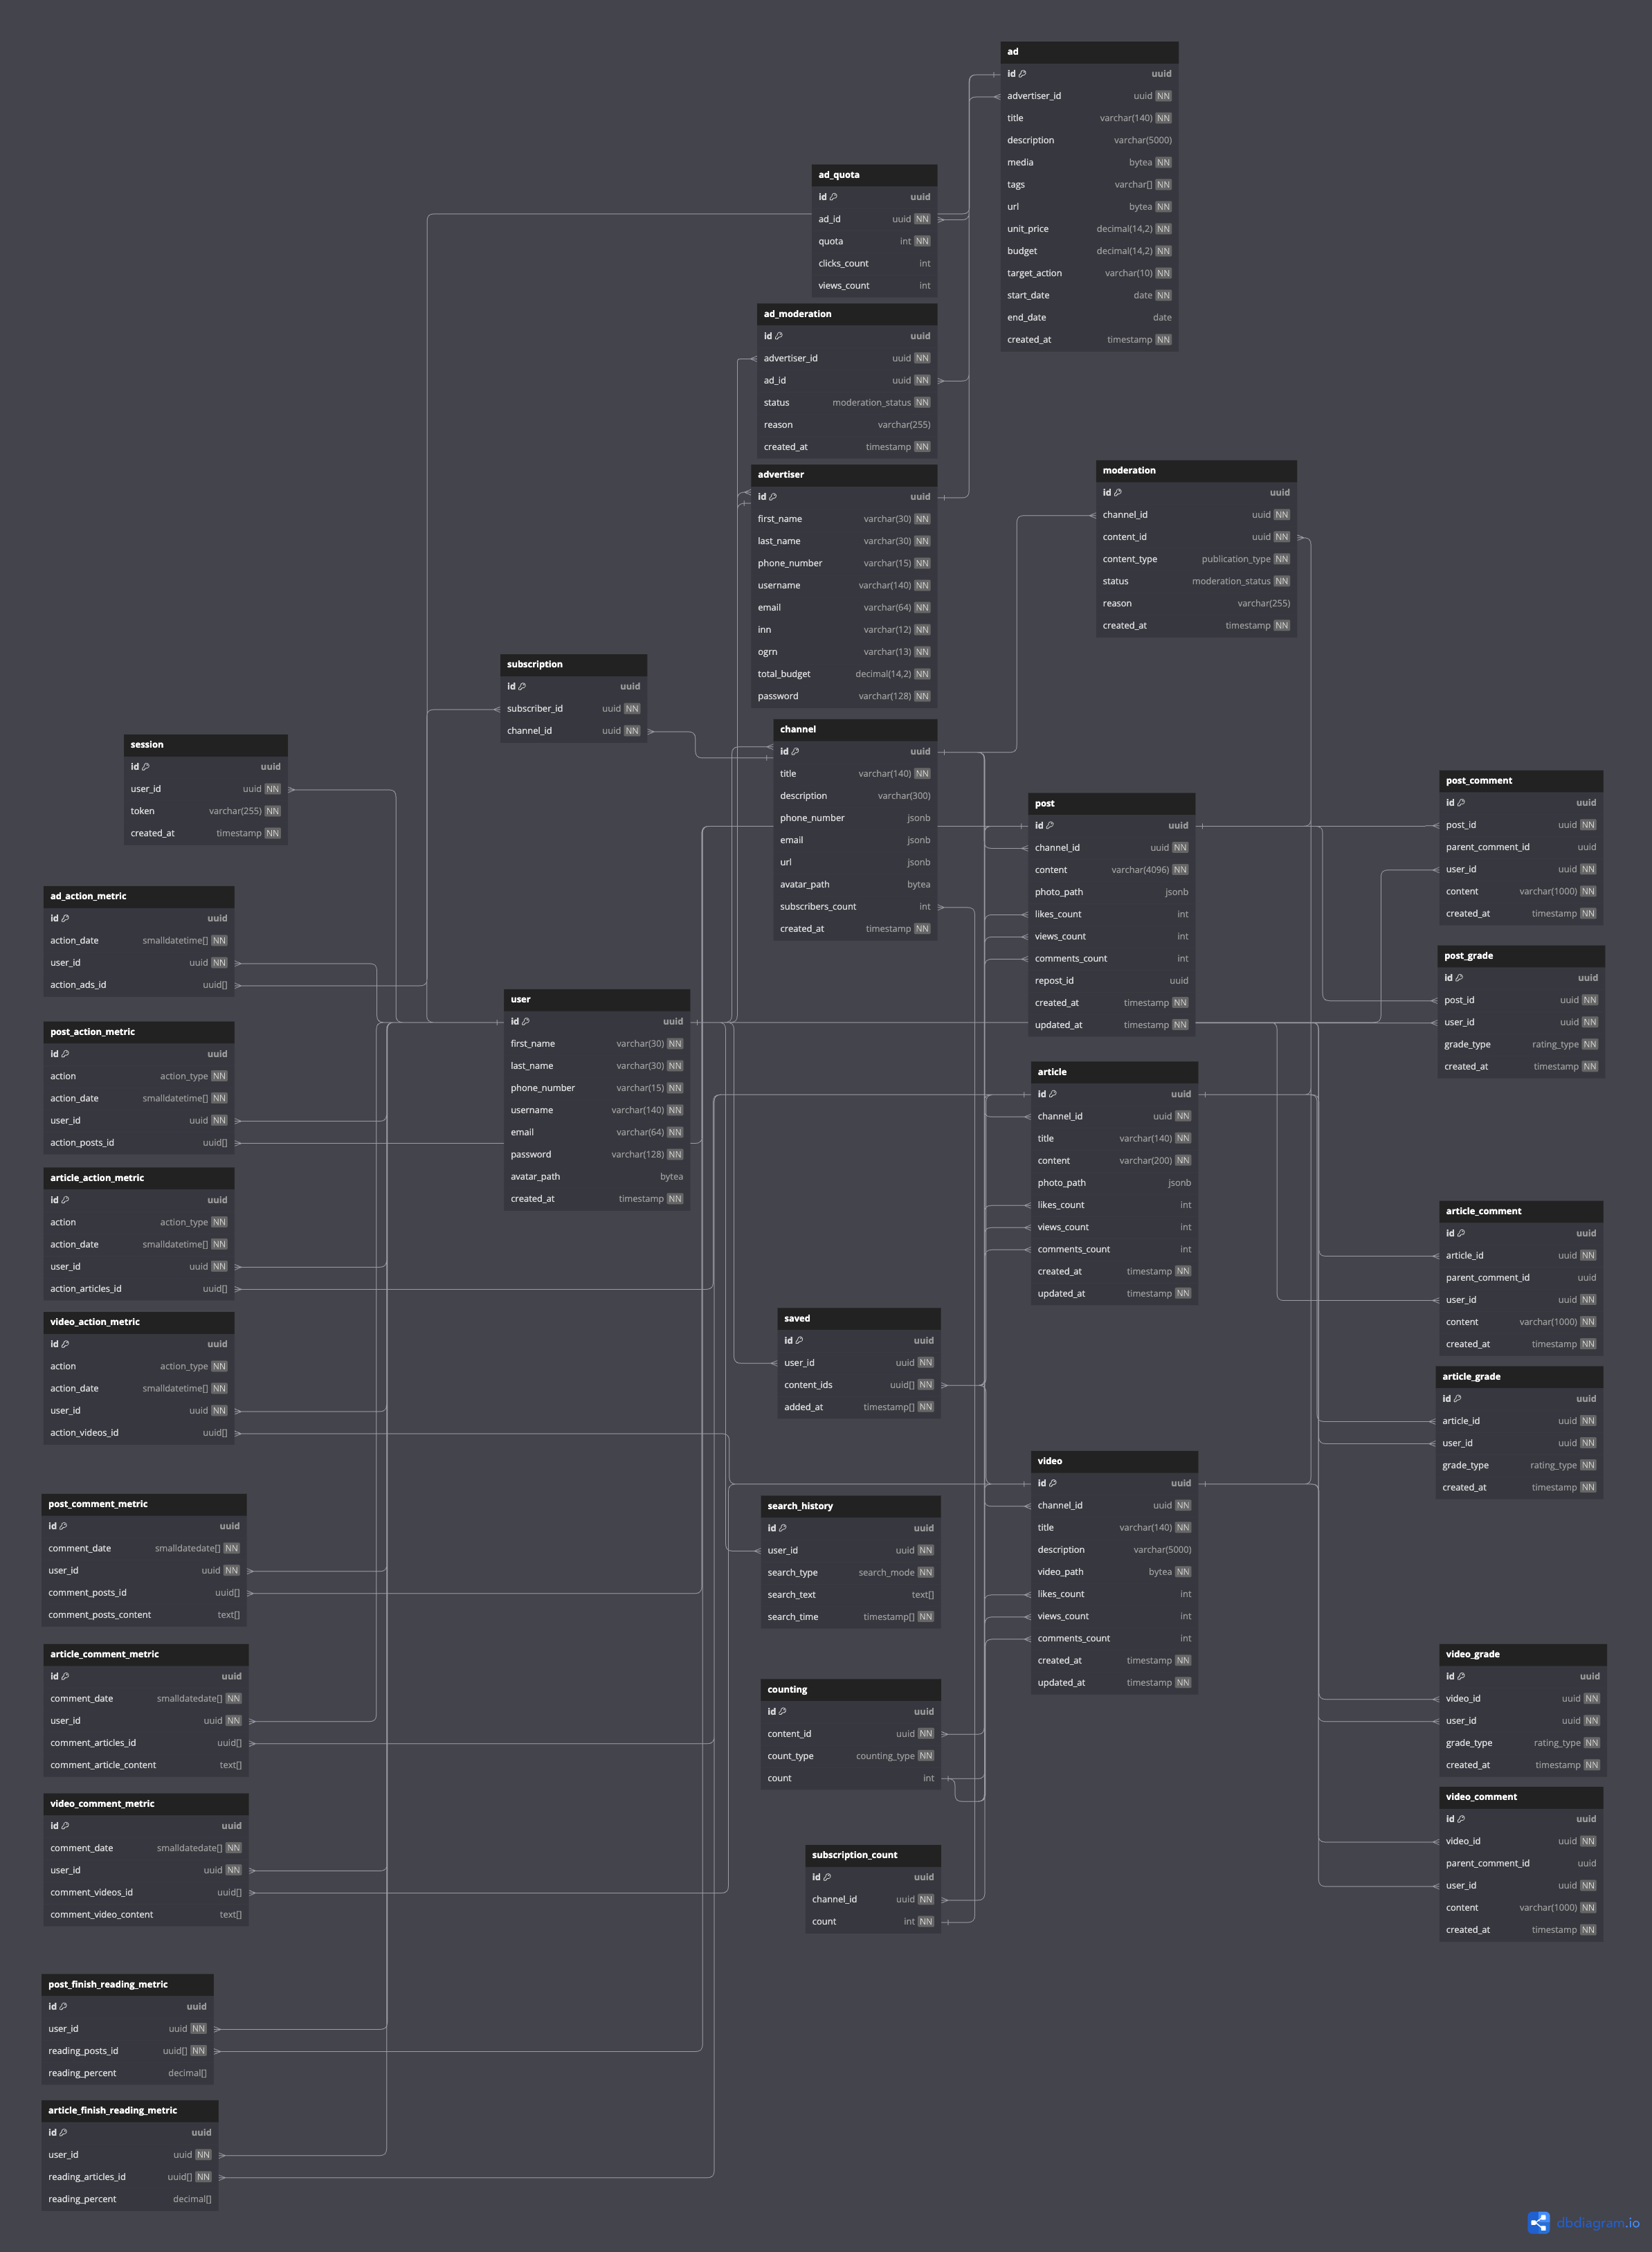 ad
id uuid
advertiser_id uuid NN
title varchar(140) NN
description varchar(5000)
media bytea NN
tags varchar[] NN
url bytea NN
unit_price decimal(14,2) NN
budget decimal(14,2) NN
target_action varchar(10) NN
start_date date NN
end_date date
created_at timestamp NN
ad_quota
id uuid
ad_id uuid NN
quota int NN
clicks_count int
views_count int
ad_moderation
id uuid
advertiser_id uuid NN
ad_id uuid NN
status moderation_status NN
reason varchar(255)
created_at timestamp NN
advertiser
id uuid
first_name varchar(30) NN
last_name varchar(30) NN
phone_number varchar(15) NN
username varchar(140) NN
email varchar(64) NN
inn varchar(12) NN
ogrn varchar(13) NN
total_budget decimal(14,2) NN
password varchar(128) NN
moderation
id uuid
channel_id uuid NN
content_id uuid NN
content_type publication_type NN
status moderation_status NN
reason varchar(255)
created_at timestamp NN
subscription
id uuid
subscriber_id uuid NN
channel_id uuid NN
session
id uuid
user_id uuid NN
token varchar(255) NN
created_at timestamp NN
channel
id uuid
title varchar(140) NN
description varchar(300)
phone_number jsonb
email jsonb
url jsonb
avatar_path bytea
subscribers_count int
created_at timestamp NN
post
id uuid
channel_id uuid NN
content varchar(4096) NN
photo_path jsonb
likes_count int
views_count int
comments_count int
repost_id uuid
created_at timestamp NN
updated_at timestamp NN
post_comment
id uuid
post_id uuid NN
parent_comment_id uuid
user_id uuid NN
content varchar(1000) NN
created_at timestamp NN
post_grade
id uuid
post_id uuid NN
user_id uuid NN
grade_type rating_type NN
created_at timestamp NN
ad_action_metric
id uuid
action_date smalldatetime[] NN
user_id uuid NN
action_ads_id uuid[]
user
id uuid
first_name varchar(30) NN
last_name varchar(30) NN
phone_number varchar(15) NN
username varchar(140) NN
email varchar(64) NN
password varchar(128) NN
avatar_path bytea
created_at timestamp NN
post_action_metric
id uuid
action action_type NN
action_date smalldatetime[] NN
user_id uuid NN
action_posts_id uuid[]
article_action_metric
id uuid
action action_type NN
action_date smalldatetime[] NN
user_id uuid NN
action_articles_id uuid[]
video_action_metric
id uuid
action action_type NN
action_date smalldatetime[] NN
user_id uuid NN
action_videos_id uuid[]
article
id uuid
channel_id uuid NN
title varchar(140) NN
content varchar(200) NN
photo_path jsonb
likes_count int
views_count int
comments_count int
created_at timestamp NN
updated_at timestamp NN
article_comment
id uuid
article_id uuid NN
parent_comment_id uuid
user_id uuid NN
content varchar(1000) NN
created_at timestamp NN
article_grade
id uuid
article_id uuid NN
user_id uuid NN
grade_type rating_type NN
created_at timestamp NN
saved
id uuid
user_id uuid NN
content_ids uuid[] NN
added_at timestamp[] NN
video
id uuid
channel_id uuid NN
title varchar(140) NN
description varchar(5000)
video_path bytea NN
likes_count int
views_count int
comments_count int
created_at timestamp NN
updated_at timestamp NN
search_history
id uuid
user_id uuid NN
search_type search_mode NN
search_text text[]
search_time timestamp[] NN
post_comment_metric
id uuid
comment_date smalldatedate[] NN
user_id uuid NN
comment_posts_id uuid[]
comment_posts_content text[]
article_comment_metric
id uuid
comment_date smalldatedate[] NN
user_id uuid NN
comment_articles_id uuid[]
comment_article_content text[]
video_comment_metric
id uuid
comment_date smalldatedate[] NN
user_id uuid NN
comment_videos_id uuid[]
comment_video_content text[]
counting
id uuid
content_id uuid NN
count_type counting_type NN
count int
subscription_count
id uuid
channel_id uuid NN
count int NN
video_grade
id uuid
video_id uuid NN
user_id uuid NN
grade_type rating_type NN
created_at timestamp NN
video_comment
id uuid
video_id uuid NN
parent_comment_id uuid
user_id uuid NN
content varchar(1000) NN
created_at timestamp NN
post_finish_reading_metric
id uuid
user_id uuid NN
reading_posts_id uuid[] NN
reading_percent decimal[]
article_finish_reading_metric
id uuid
user_id uuid NN
reading_articles_id uuid[] NN
reading_percent decimal[]
dbdiagram.io